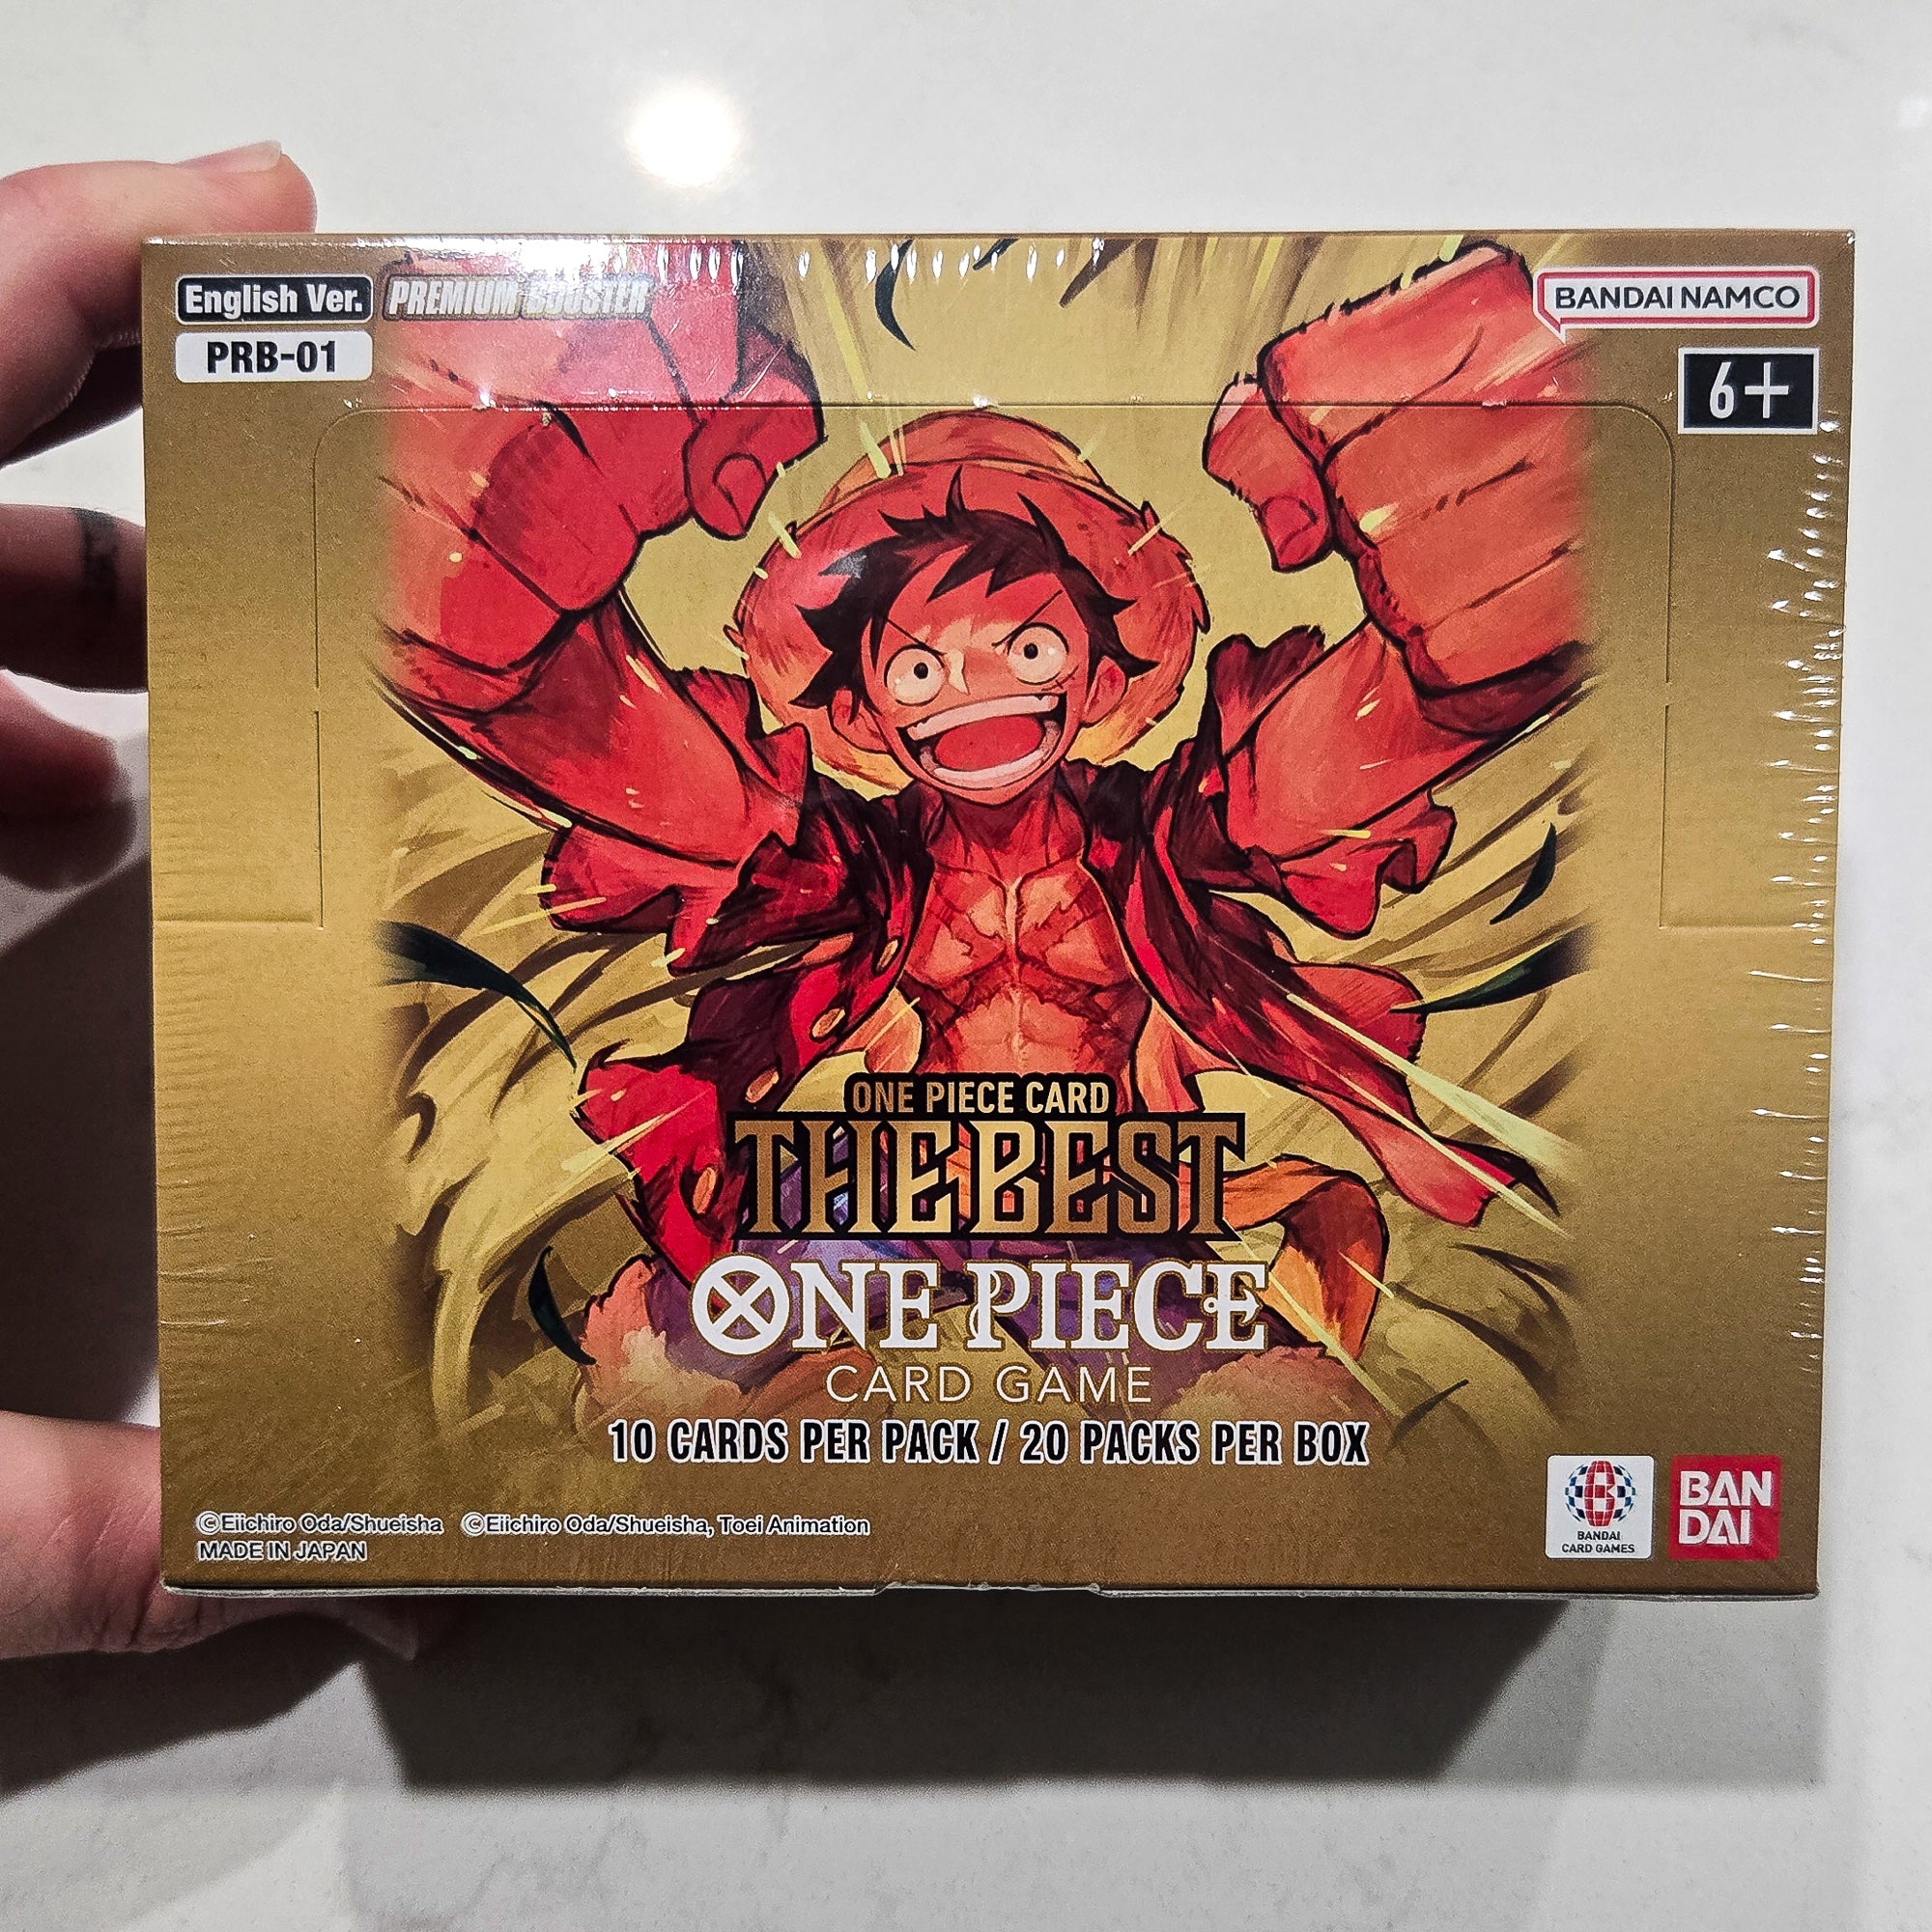 English Ver. PREMIUM BOOSTER
BANDAI NAMCO
PRB-01
6+
ONE PIECE CARD
THE BEST
ONE PIECE
CARD GAME
10 CARDS PER PACK / 20 PACKS PER BOX
©Eiichiro Oda/Shueisha ©Eiichiro Oda/Shueisha, Toei Animation
MADE IN JAPAN
B
BANDAI
CARD GAMES
BAN
DAI